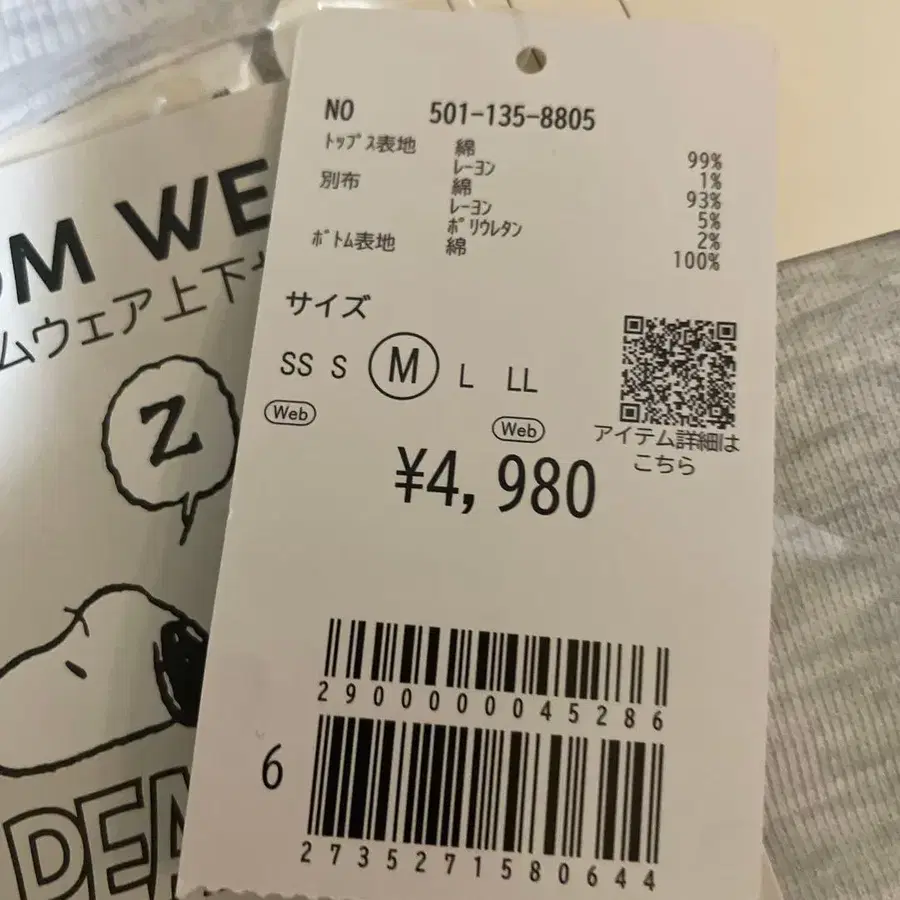 NO 501-135-8805
ﾄｯﾌﾟｽ表地 綿 99%
ﾚｰﾖﾝ 1%
別布 綿 93%
ﾚｰﾖﾝ 5%
ﾎﾟﾘｳﾚﾀﾝ 2%
ﾎﾞﾄﾑ表地 綿 100%
サイズ
SS S M L LL
Web Web
アイテム詳細は
こちら
¥4,980
2900000045286
6
2735271580644
OM WE
ムウェア上下
Z
PEA